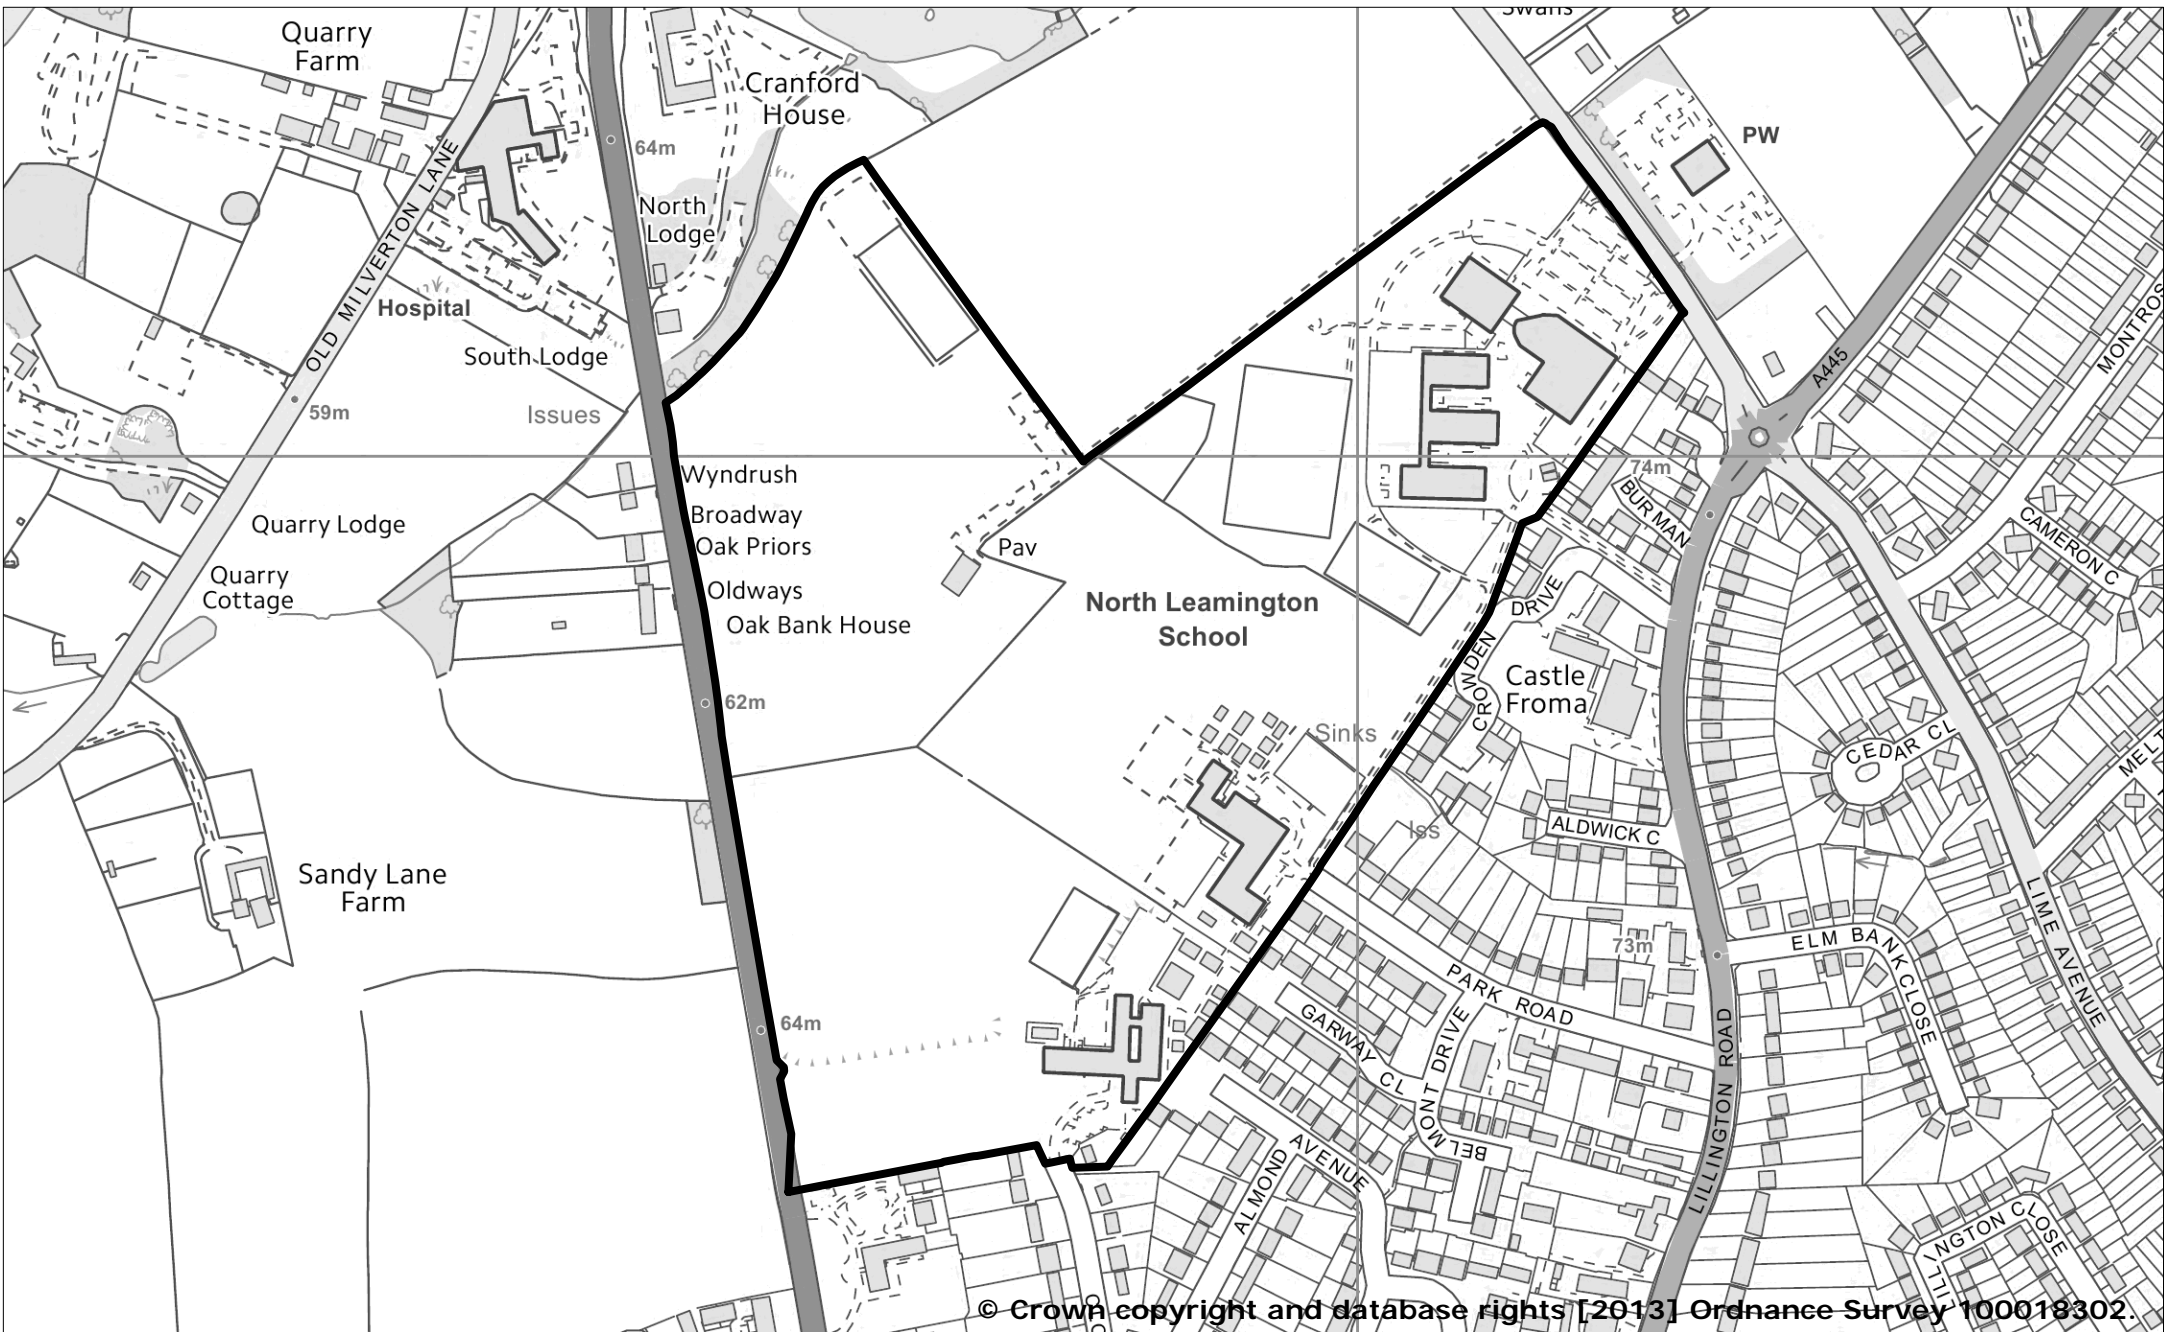 Quarry
Farm
Cranford
House
Swans
PW
64m
North
Lodge
OLD MILVERTON LANE
Hospital
South Lodge
Issues
59m
A445
MONTROS
Wyndrush
74m
BURMAN
Broadway
Oak Priors
Pav
CAMERON C
Quarry Lodge
Quarry
Cottage
Oldways
Oak Bank House
North Leamington
School
CROWDEN DRIVE
Castle
Froma
62m
Sinks
CEDAR CL
MELT
Iss
ALDWICK C
Sandy Lane
Farm
LIME AVENUE
73m
ELM BANK CLOSE
PARK ROAD
GARWAY CL
BELMONT DRIVE
64m
LILLINGTON ROAD
ALMOND AVENUE
LILLINGTON CLOSE
© Crown copyright and database rights [2013] Ordnance Survey 100018302.